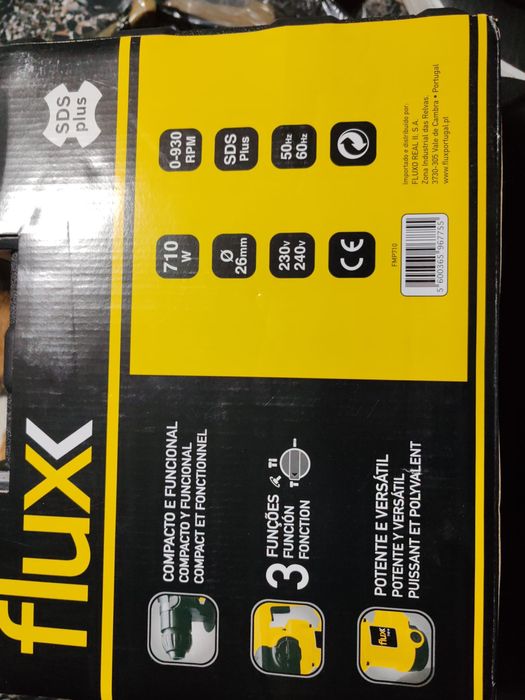 flux
SDS
plus
COMPACTO E FUNCIONAL
COMPACTO Y FUNCIONAL
COMPACT ET FONCTIONNEL
3 FUNÇÕES
FUNCIÓN
FONCTION
POTENTE E VERSÁTIL
POTENTE Y VERSÁTIL
PUISSANT ET POLYVALENT
flux
710
W
0-930
RPM
Ø
26mm
SDS
Plus
230V
240V
50Hz
60Hz
CE
FMP710
5 600365 967755
Importado e distribuído por:
FLUXO REAL II. S.A.
Zona Industrial das Relvas.
3730-305 Vale de Cambra • Portugal
www.fluxportugal.pt